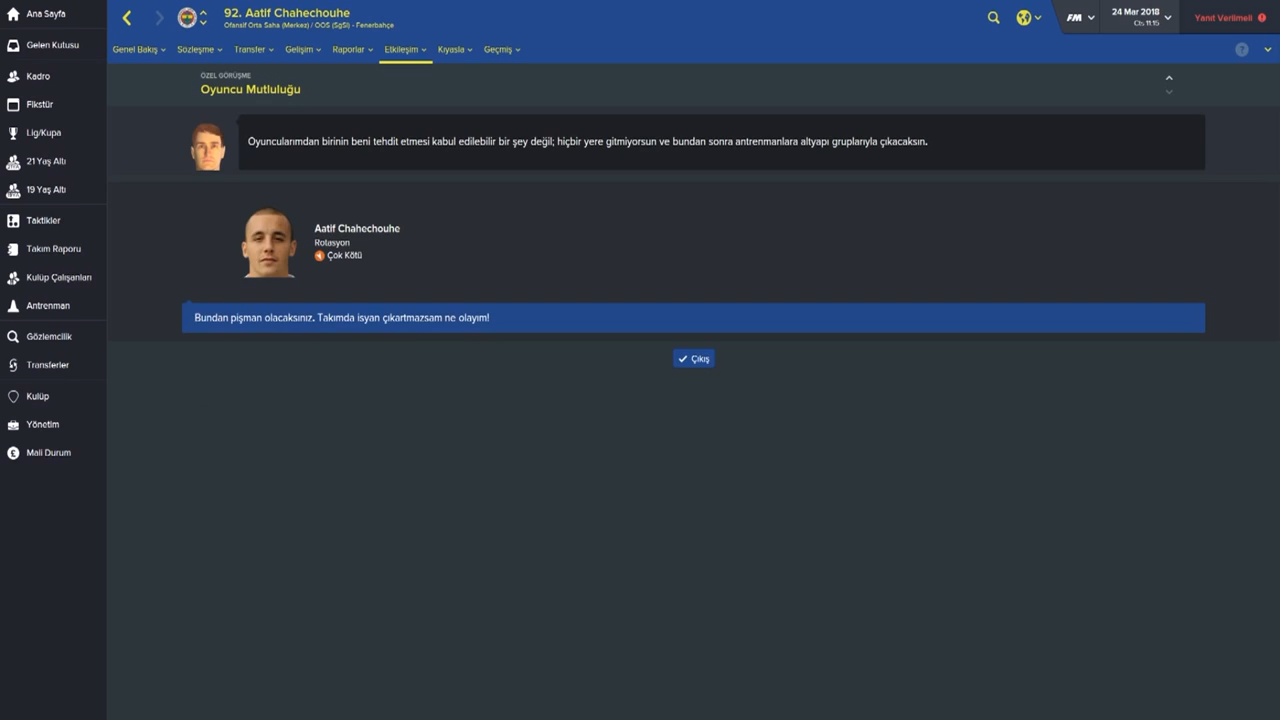 Ana Sayfa
Gelen Kutusu
Kadro
Fikstür
Lig/Kupa
21 Yaş Altı
19 Yaş Altı
Taktikler
Takım Raporu
Kulüp Çalışanları
Antrenman
Gözlemcilik
Transferler
Kulüp
Yönetim
Mali Durum
92. Aatif Chahechouhe
Ofansif Orta Saha (Merkez) / OOS (SğSl) - Fenerbahçe
FM
24 Mar 2018
Cts 11:15
Yanıt Verilmeli
Genel Bakış Sözleşme Transfer Gelişim Raporlar Etkileşim Kıyasla Geçmiş
ÖZEL GÖRÜŞME
Oyuncu Mutluluğu
Oyuncularımdan birinin beni tehdit etmesi kabul edilebilir bir şey değil; hiçbir yere gitmiyorsun ve bundan sonra antrenmanlara altyapı gruplarıyla çıkacaksın.
Aatif Chahechouhe
Rotasyon
Çok Kötü
Bundan pişman olacaksınız. Takımda isyan çıkartmazsam ne olayım!
Çıkış